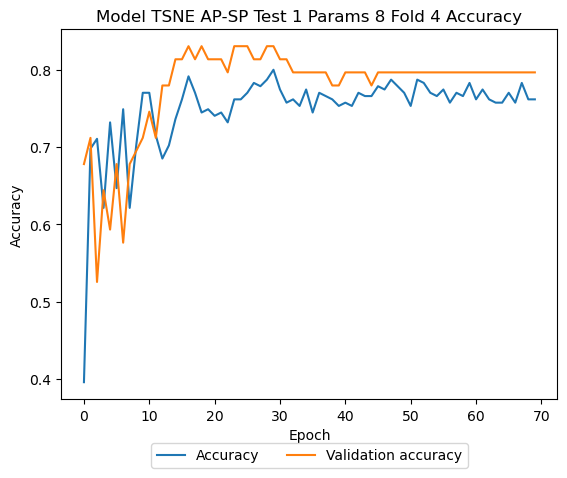 Model TSNE AP-SP Test 1 Params 8 Fold 4 Accuracy
0.8
0.7
0.6
0.5
0.4
Accuracy
0 10 20 30 40 50 60 70
Epoch
Accuracy Validation accuracy